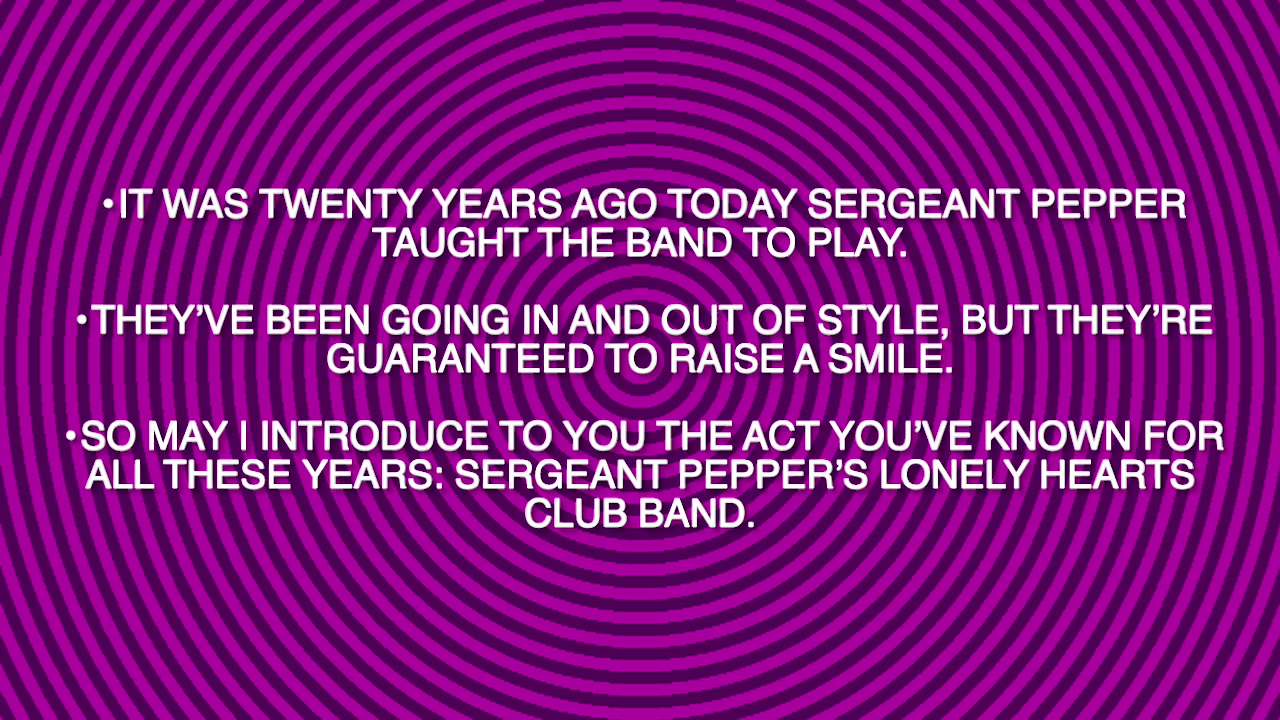 •IT WAS TWENTY YEARS AGO TODAY SERGEANT PEPPER
TAUGHT THE BAND TO PLAY.
•THEY’VE BEEN GOING IN AND OUT OF STYLE, BUT THEY’RE
GUARANTEED TO RAISE A SMILE.
•SO MAY I INTRODUCE TO YOU THE ACT YOU’VE KNOWN FOR
ALL THESE YEARS: SERGEANT PEPPER’S LONELY HEARTS
CLUB BAND.